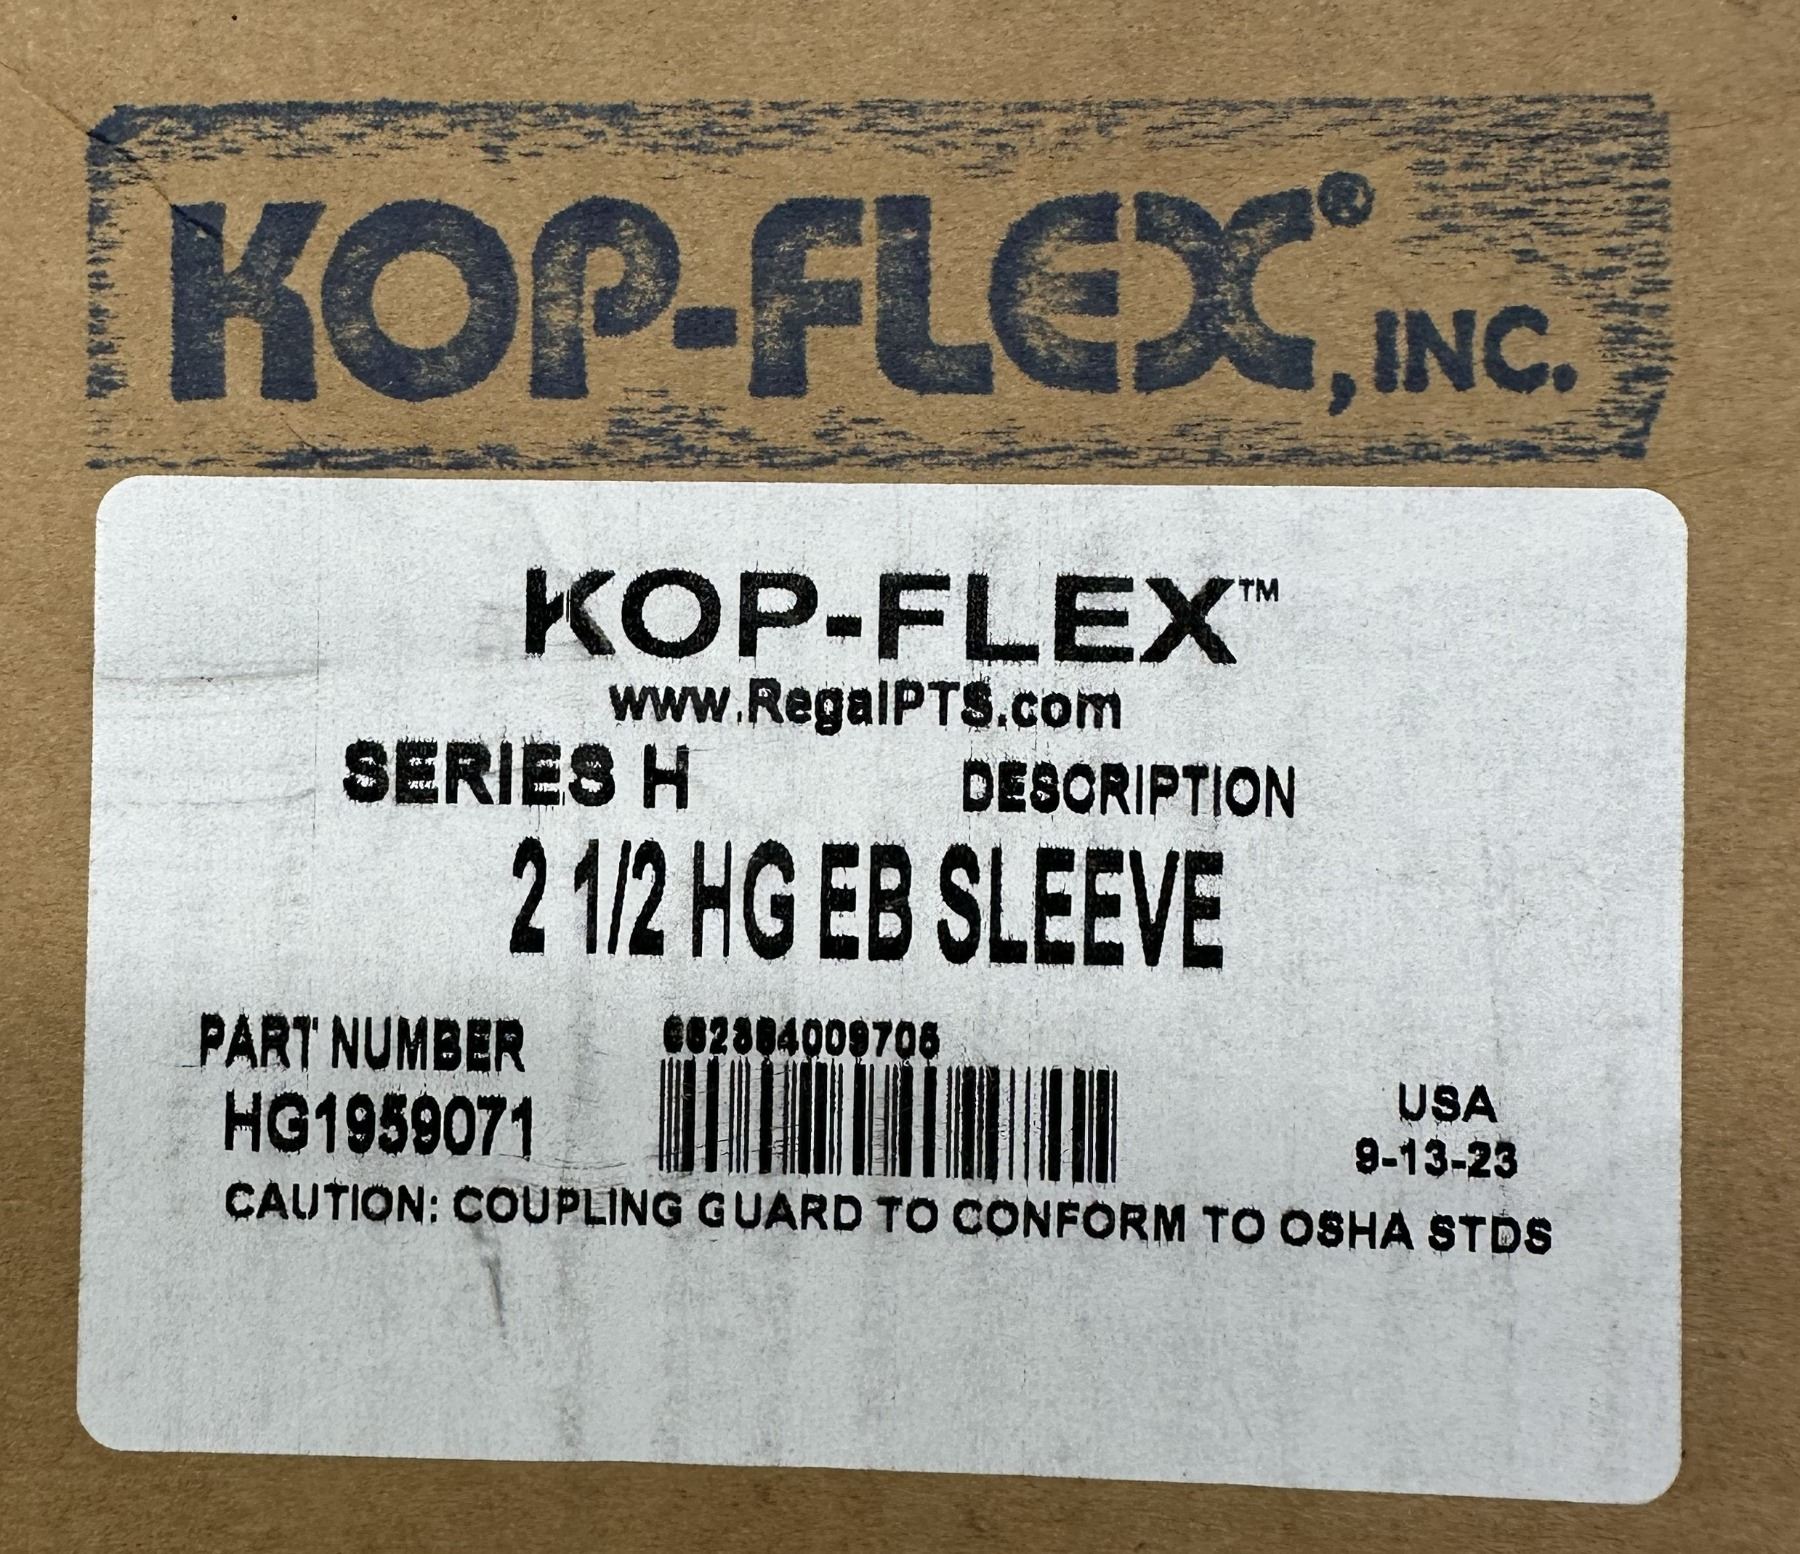 KOP-FLEX®, INC.
KOP-FLEX™
www.RegalPTS.com
SERIES H DESCRIPTION
2 1/2 HG EB SLEEVE
PART NUMBER
HG1959071
USA
9-13-23
CAUTION: COUPLING GUARD TO CONFORM TO OSHA STDS